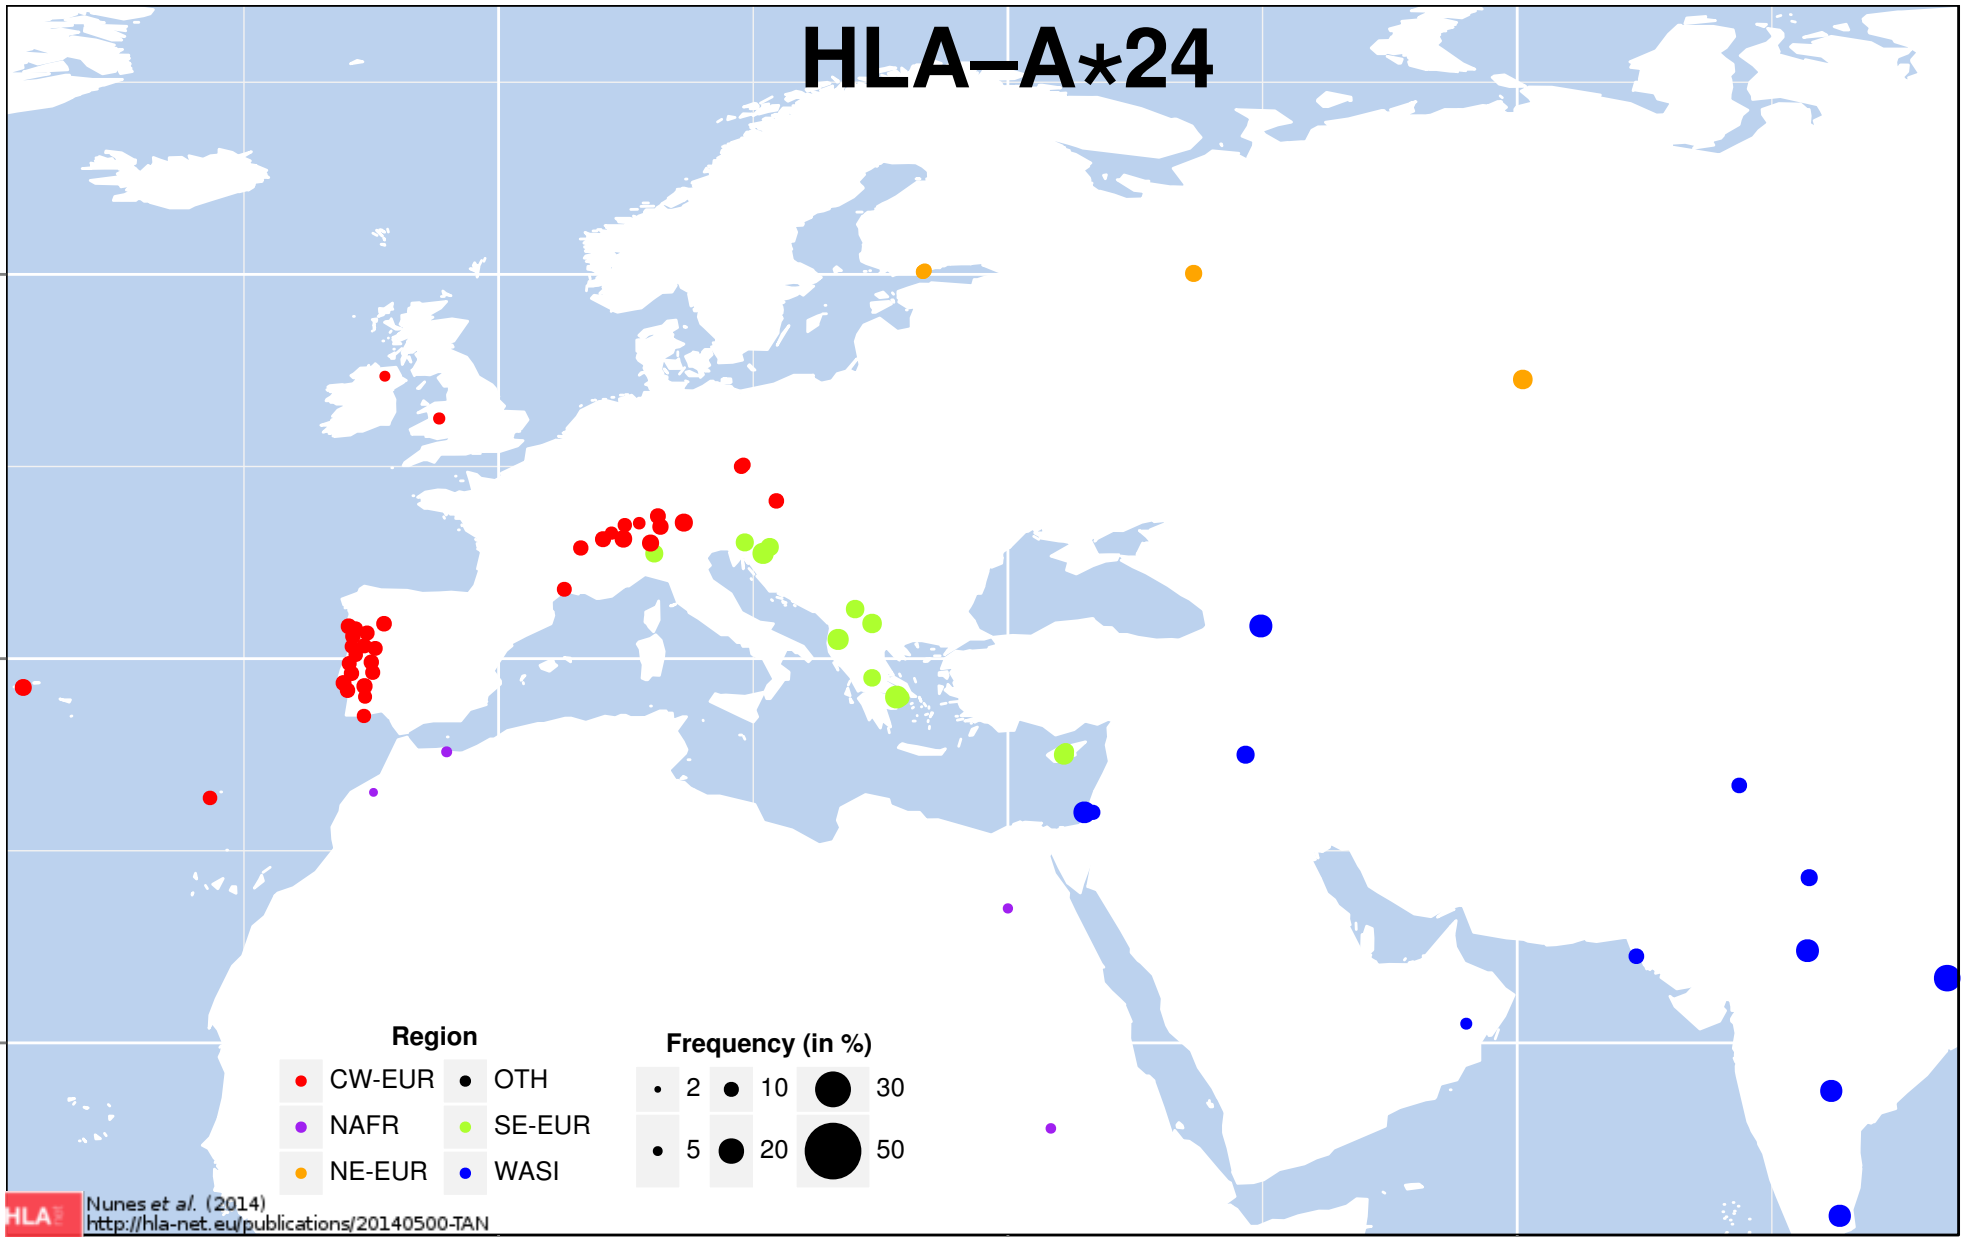 HLA–A*24
Region
CW-EUR OTH
NAFR SE-EUR
NE-EUR WASI
Frequency (in %)
2 10 30
5 20 50
HLAnet
Nunes et al. (2014)
http://hla-net.eu/publications/20140500-TAN